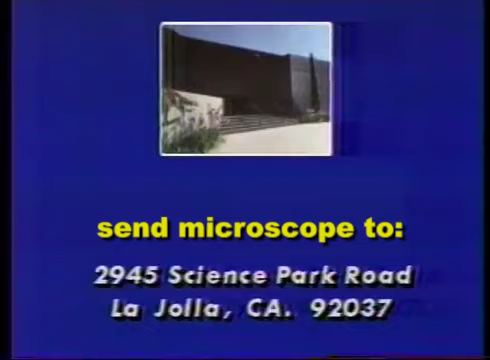 send microscope to:
2945 Science Park Road
La Jolla, CA. 92037